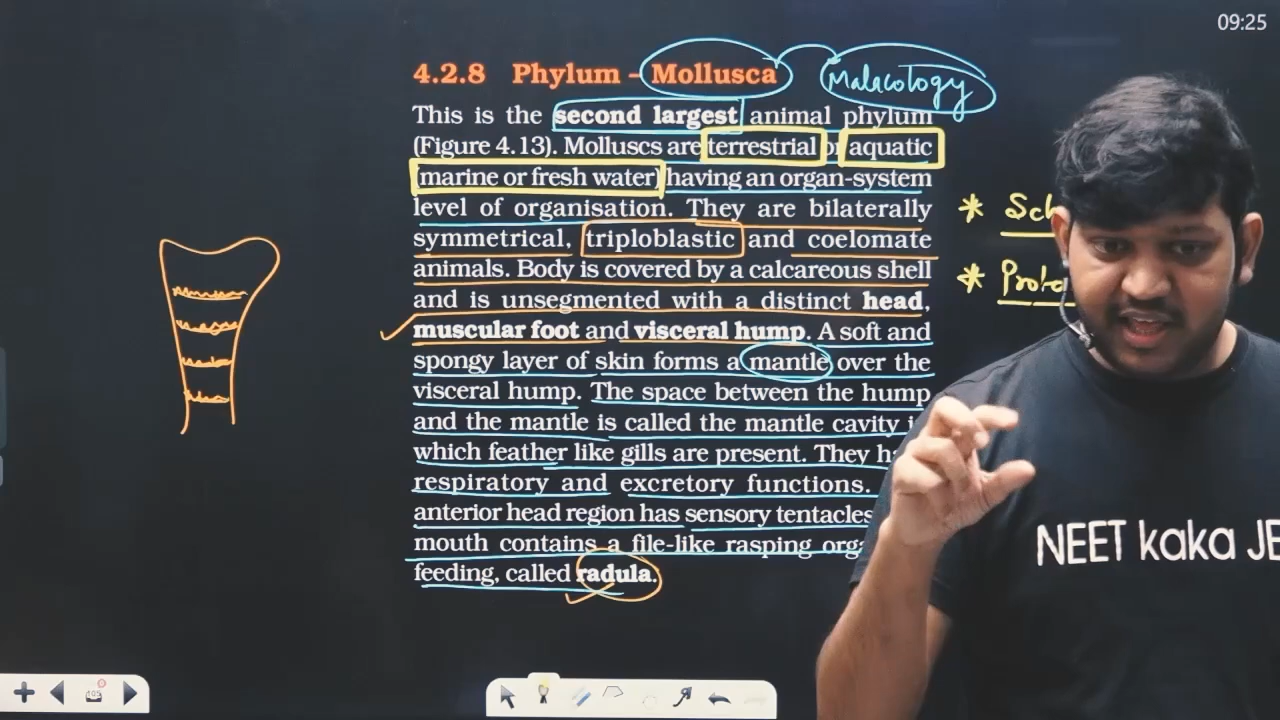 09:25
4.2.8 Phylum – Mollusca Malacology
This is the second largest animal phylum
(Figure 4.13). Molluscs are terrestrial or aquatic
(marine or fresh water) having an organ-system
level of organisation. They are bilaterally
symmetrical, triploblastic and coelomate
animals. Body is covered by a calcareous shell
and is unsegmented with a distinct head,
muscular foot and visceral hump. A soft and
spongy layer of skin forms a mantle over the
visceral hump. The space between the hump
and the mantle is called the mantle cavity
which feather like gills are present. They
respiratory and excretory functions.
anterior head region has sensory tentacles
mouth contains a file-like rasping
feeding, called radula.
* Sch
* Proto
NEET kaka JE
105